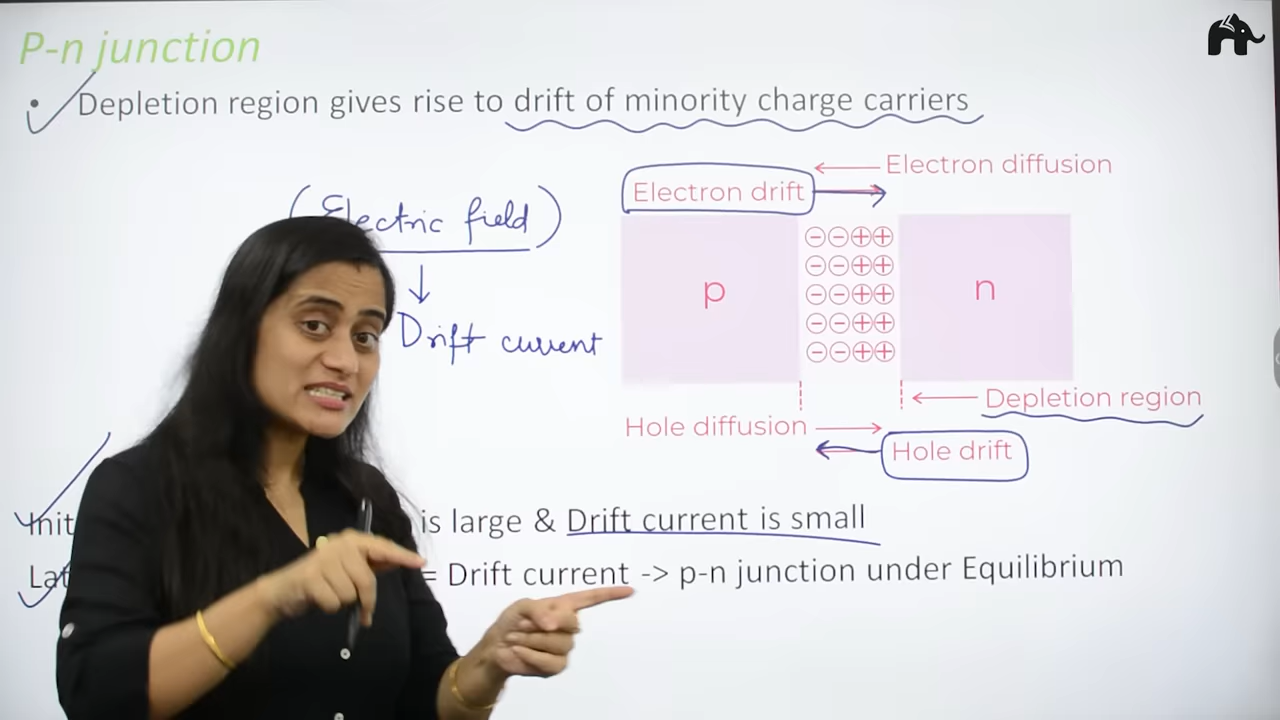 P-n junction
• Depletion region gives rise to drift of minority charge carriers
Electron diffusion
Electron drift
(Electric field)
↓
Drift current
p
⊖⊖⊕⊕
⊖⊖⊕⊕
⊖⊖⊕⊕
⊖⊖⊕⊕
⊖⊖⊕⊕
n
Depletion region
Hole diffusion
Hole drift
is large & Drift current is small
= Drift current -> p-n junction under Equilibrium